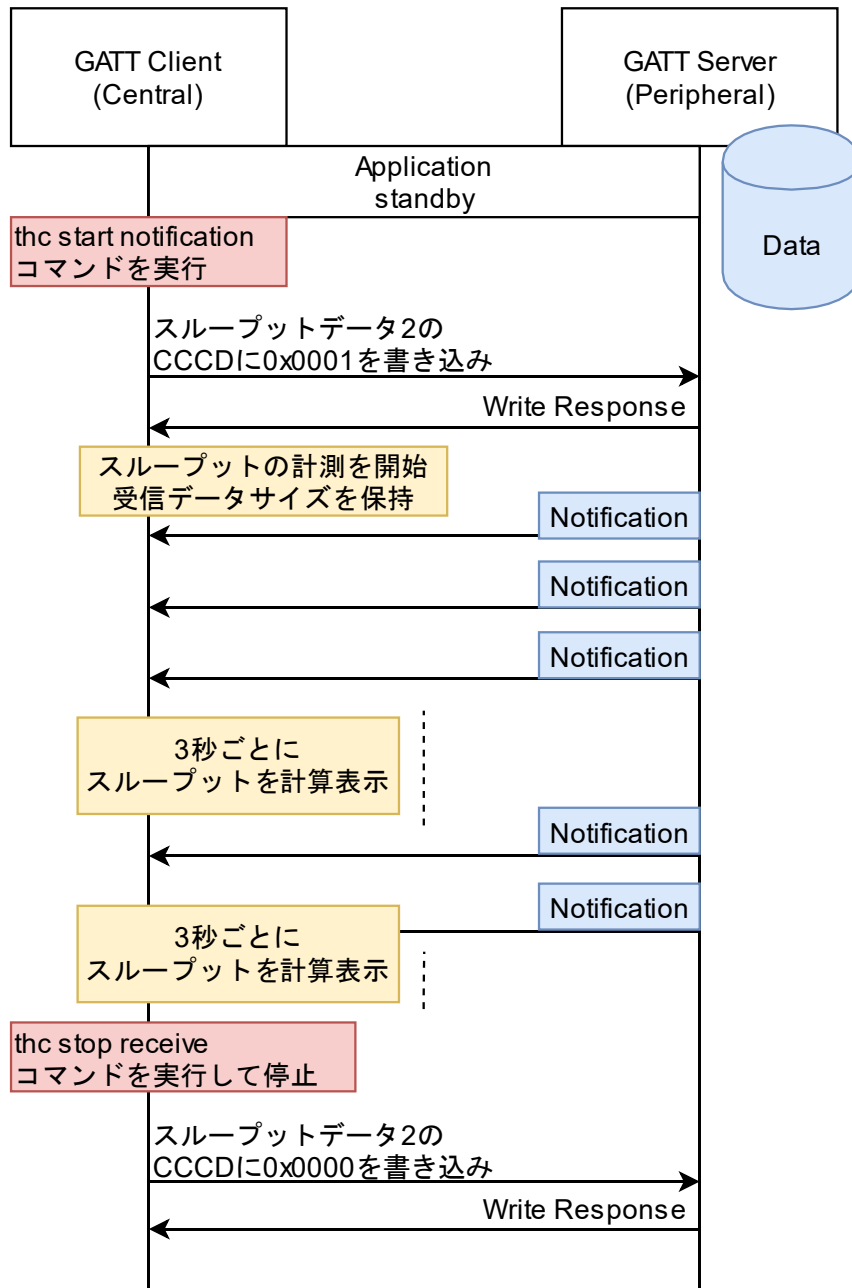 GATT Client
(Central)
GATT Server
(Peripheral)
Application
standby
Data
thc start notification
コマンドを実行
スループットデータ2の
CCCDに0x0001を書き込み
Write Response
スループットの計測を開始
受信データサイズを保持
Notification
Notification
Notification
3秒ごとに
スループットを計算表示
Notification
Notification
3秒ごとに
スループットを計算表示
thc stop receive
コマンドを実行して停止
スループットデータ2の
CCCDに0x0000を書き込み
Write Response